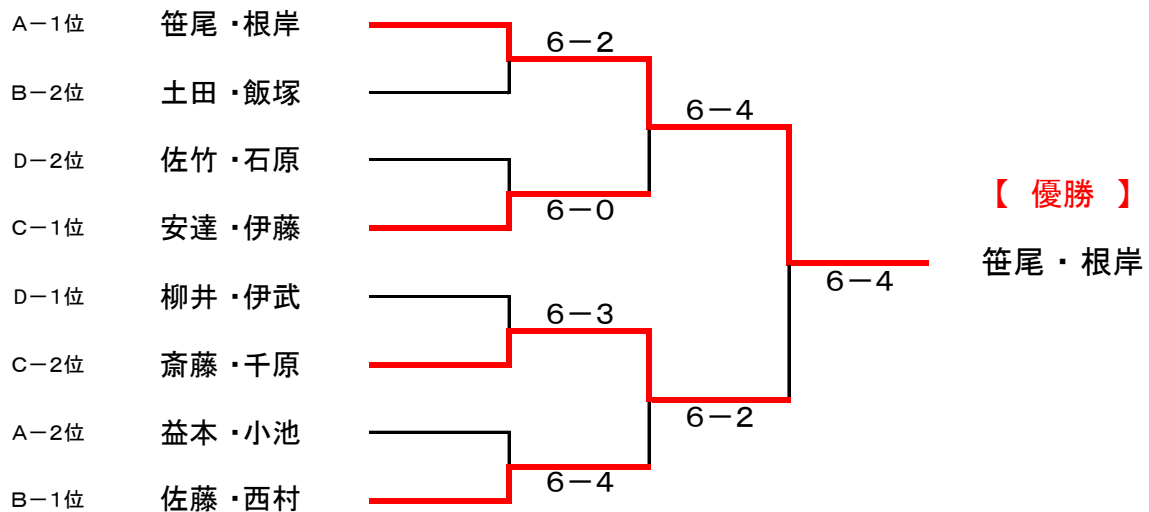 A－1位 笹尾・根岸
6－2
B－2位 土田・飯塚
6－4
D－2位 佐竹・石原
【 優勝 】
6－0
C－1位 安達・伊藤
笹尾・根岸
6－4
D－1位 柳井・伊武
6－3
C－2位 斎藤・千原
6－2
A－2位 益本・小池
6－4
B－1位 佐藤・西村